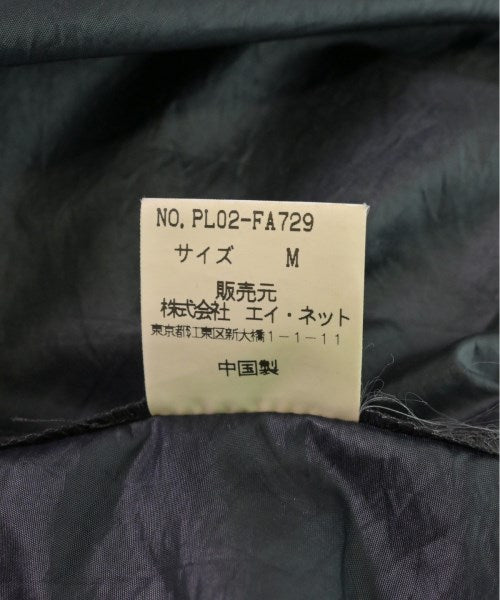 NO. PL02-FA729
サイズ M
販売元
株式会社 エイ・ネット
東京都江東区新大橋1-1-11
中国製